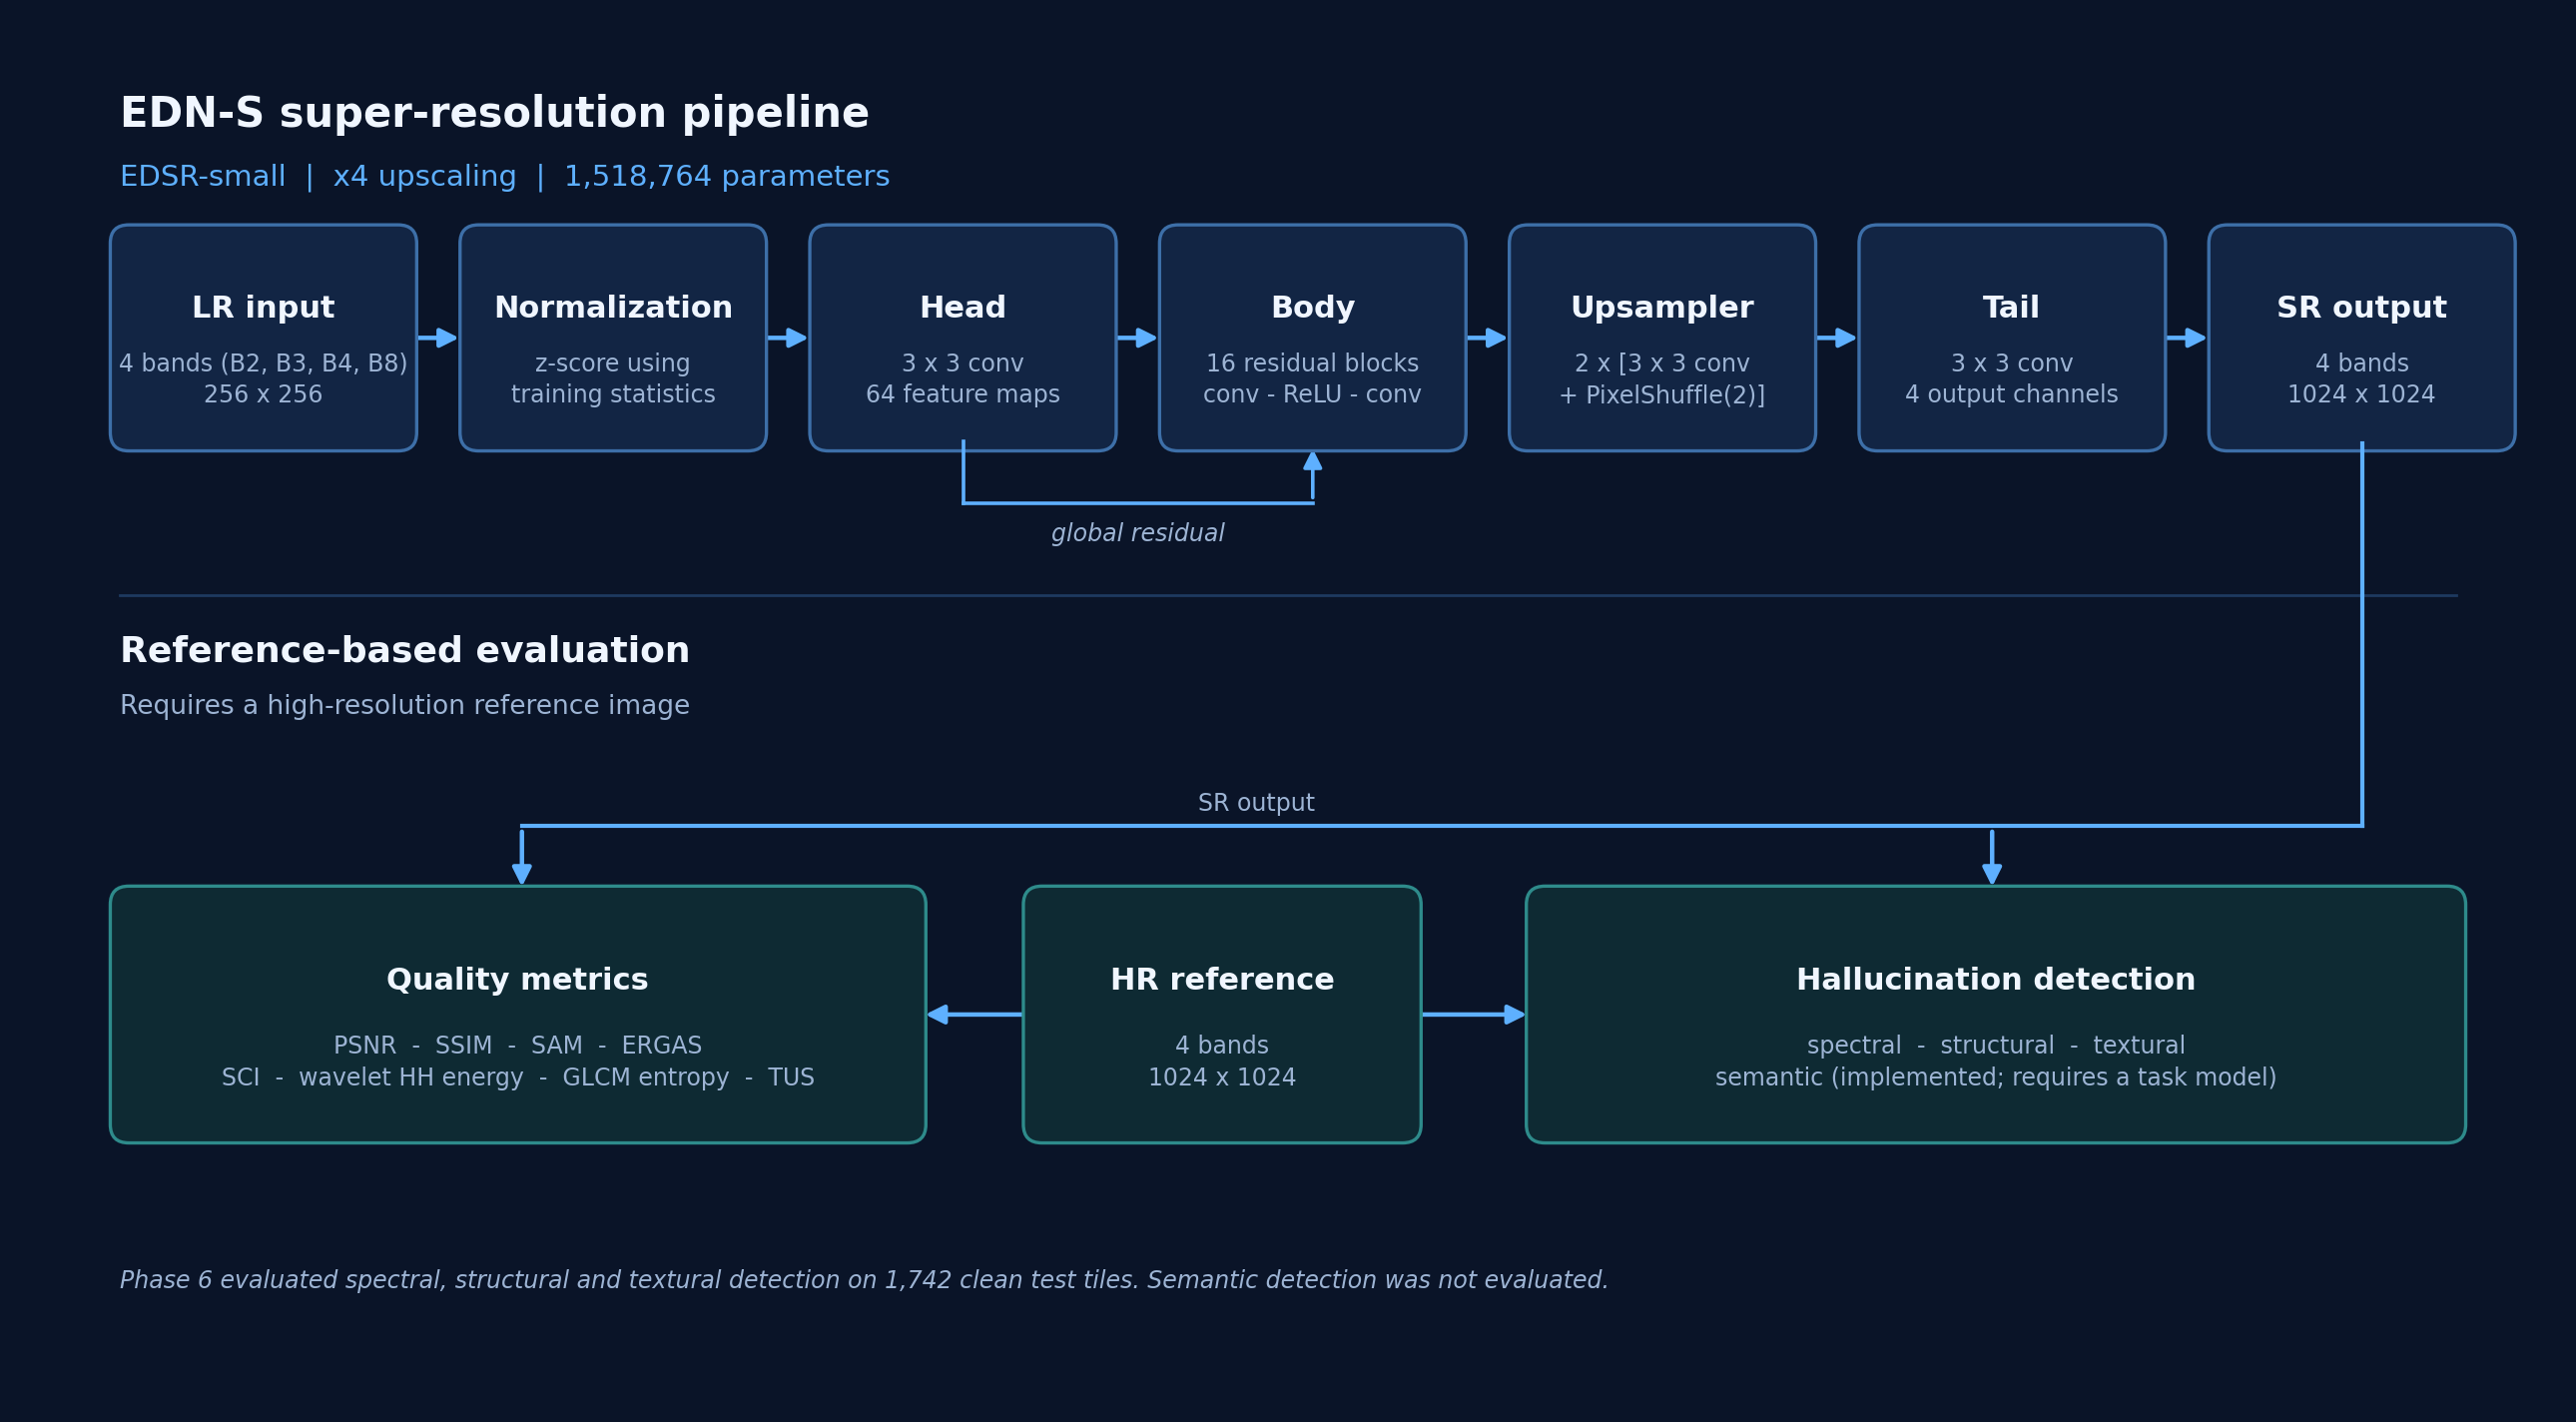 EDN-S super-resolution pipeline
EDSR-small | x4 upscaling | 1,518,764 parameters
LR input
4 bands (B2, B3, B4, B8)
256 x 256
Normalization
z-score using
training statistics
Head
3 x 3 conv
64 feature maps
Body
16 residual blocks
conv - ReLU - conv
Upsampler
2 x [3 x 3 conv
+ PixelShuffle(2)]
Tail
3 x 3 conv
4 output channels
SR output
4 bands
1024 x 1024
global residual
Reference-based evaluation
Requires a high-resolution reference image
SR output
Quality metrics
PSNR - SSIM - SAM - ERGAS
SCI - wavelet HH energy - GLCM entropy - TUS
HR reference
4 bands
1024 x 1024
Hallucination detection
spectral - structural - textural
semantic (implemented; requires a task model)
Phase 6 evaluated spectral, structural and textural detection on 1,742 clean test tiles. Semantic detection was not evaluated.